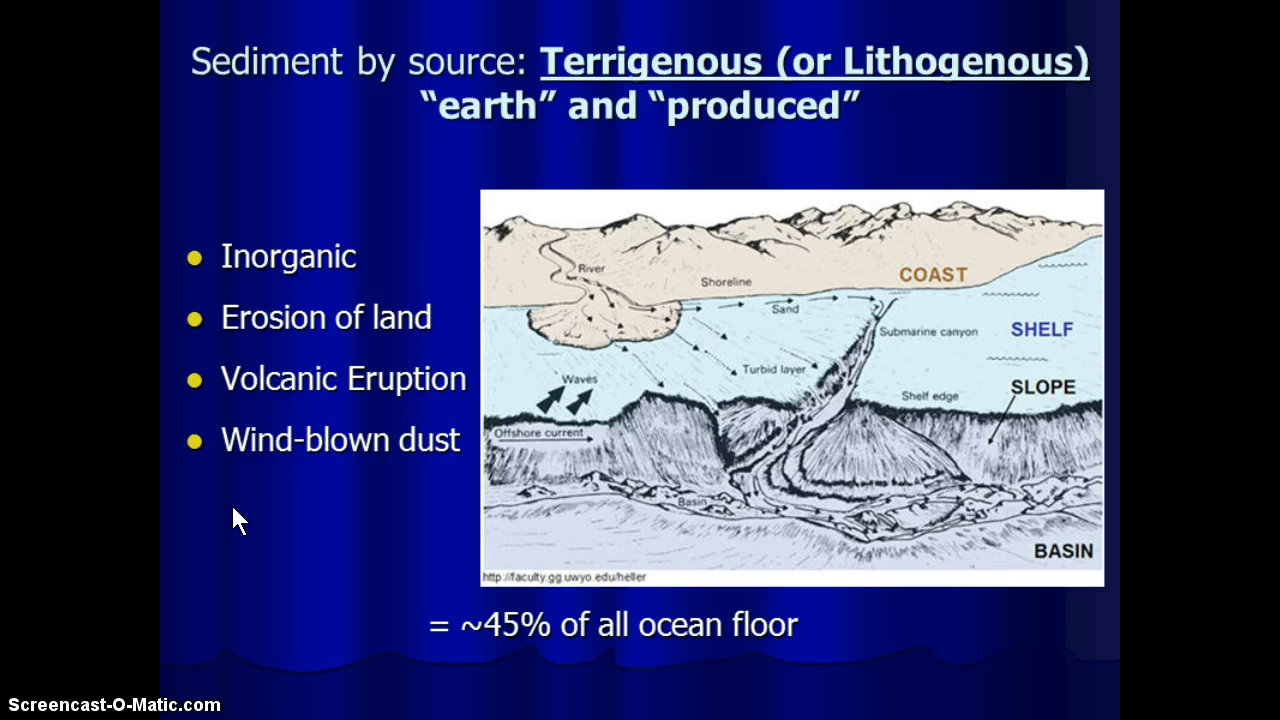 Sediment by source: Terrigenous (or Lithogenous)
“earth” and “produced”
Inorganic
Erosion of land
Volcanic Eruption
Wind-blown dust
River
Shoreline
COAST
Sand
Submarine canyon
SHELF
Turbid layer
Waves
SLOPE
Shelf edge
Offshore current
Basin
BASIN
http://faculty.gg.uwyo.edu/heller
= ~45% of all ocean floor
Screencast-O-Matic.com